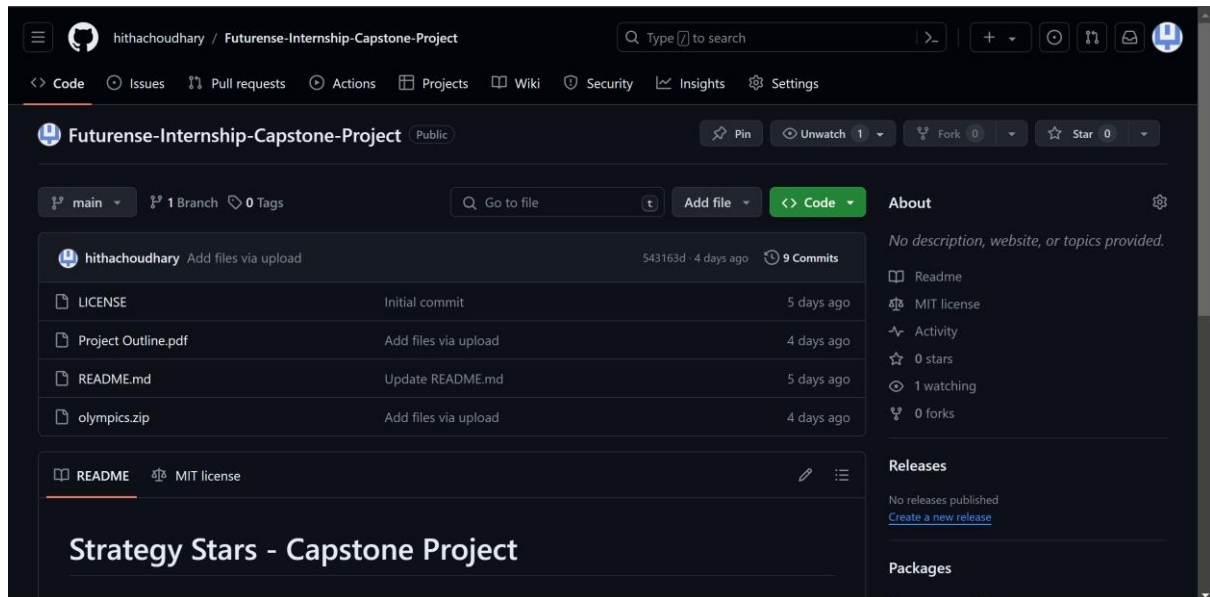 hithachoudhary / Futurense-Internship-Capstone-Project
Type / to search
Code Issues Pull requests Actions Projects Wiki Security Insights Settings
Futurense-Internship-Capstone-Project Public
Pin Unwatch 1 Fork 0 Star 0
main 1 Branch 0 Tags Go to file t Add file Code
hithachoudhary Add files via upload 543163d · 4 days ago 9 Commits
LICENSE Initial commit 5 days ago
Project Outline.pdf Add files via upload 4 days ago
README.md Update README.md 5 days ago
olympics.zip Add files via upload 4 days ago
README MIT license
Strategy Stars - Capstone Project
About
No description, website, or topics provided.
Readme
MIT license
Activity
0 stars
1 watching
0 forks
Releases
No releases published
Create a new release
Packages